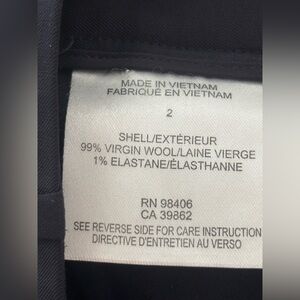 MADE IN VIETNAM
FABRIQUÉ EN VIETNAM
2
SHELL/EXTÉRIEUR
99% VIRGIN WOOL/LAINE VIERGE
1% ELASTANE/ÉLASTHANNE
RN 98406
CA 39862
SEE REVERSE SIDE FOR CARE INSTRUCTION
DIRECTIVE D'ENTRETIEN AU VERSO